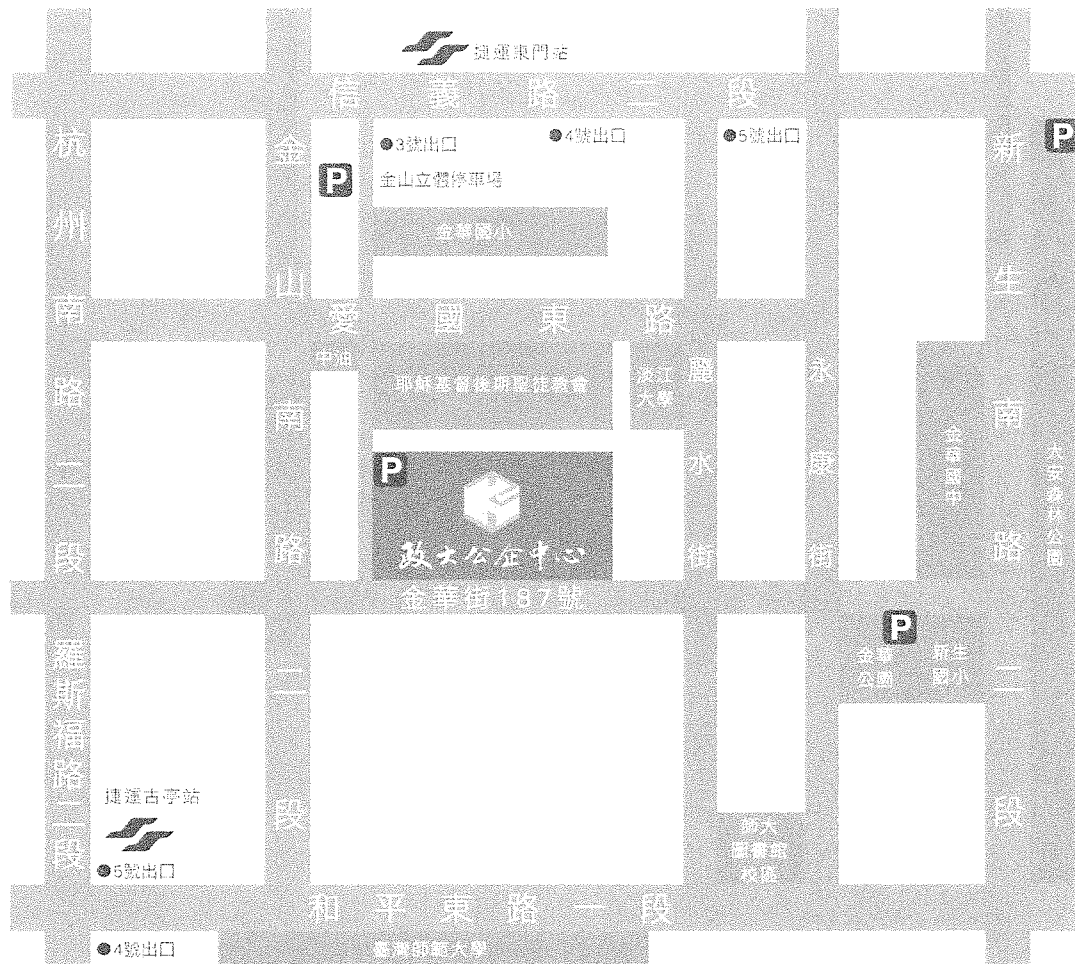 捷運東門站
信義路二段
杭州南路二段
金山南路二段
新生南路二段
●3號出口
●4號出口
●5號出口
P
P
金山立體停車場
金華國小
愛國東路
中油
耶穌基督後期聖徒教會
淡江
大學
麗水街
永康街
金華國中
大安森林公園
P
政大公企中心
金華街187號
P
金華
公園
新生
國小
羅斯福路二段
捷運古亭站
●5號出口
師大
圖書館
校區
和平東路一段
●4號出口
臺灣師範大學